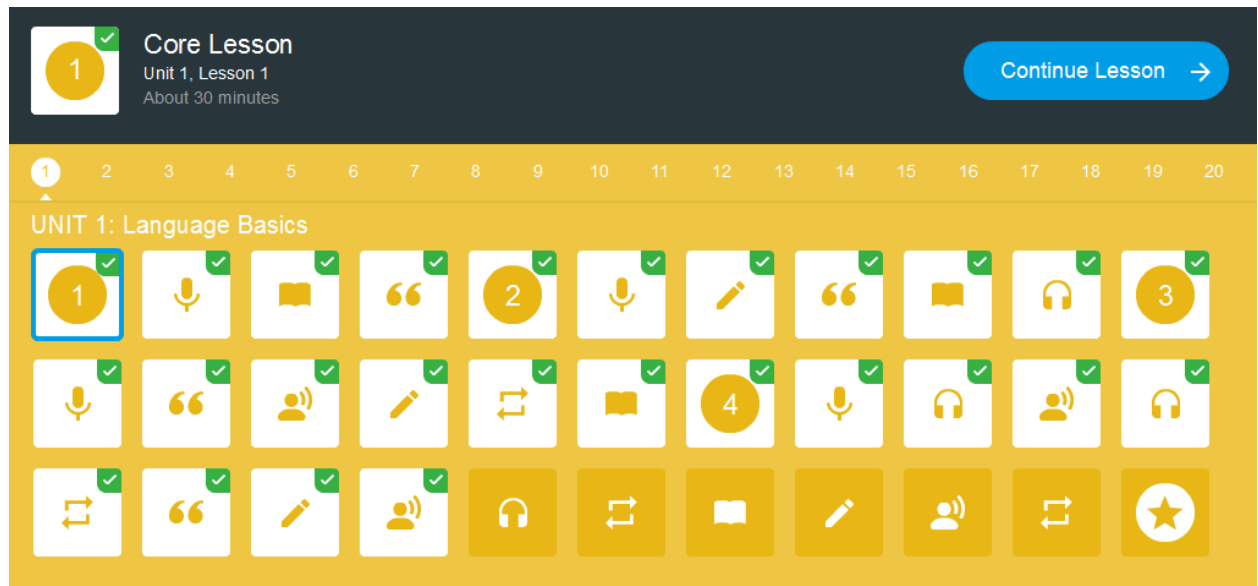 1
Core Lesson
Unit 1, Lesson 1
About 30 minutes
Continue Lesson
1 2 3 4 5 6 7 8 9 10 11 12 13 14 15 16 17 18 19 20
UNIT 1: Language Basics
1 2 3
4